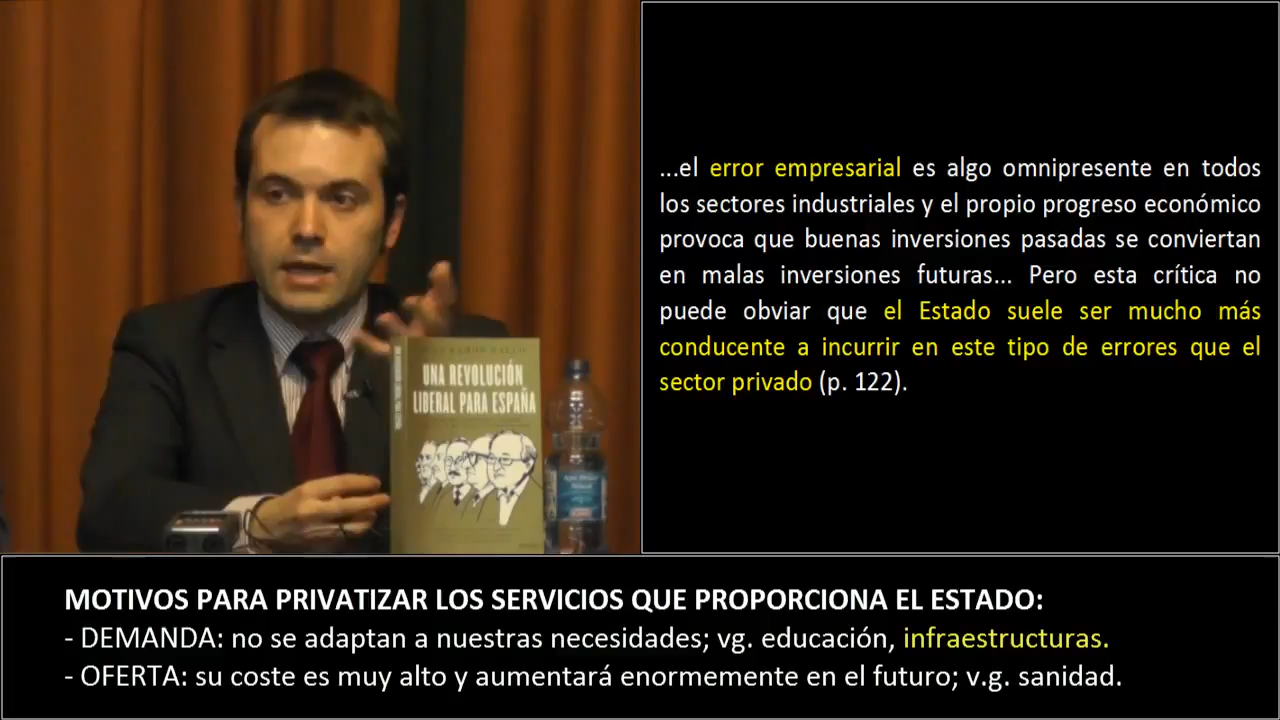 ...el error empresarial es algo omnipresente en todos
los sectores industriales y el propio progreso económico
provoca que buenas inversiones pasadas se conviertan
en malas inversiones futuras... Pero esta crítica no
puede obviar que el Estado suele ser mucho más
conducente a incurrir en este tipo de errores que el
sector privado (p. 122).
UNA REVOLUCIÓN
LIBERAL PARA ESPAÑA
MOTIVOS PARA PRIVATIZAR LOS SERVICIOS QUE PROPORCIONA EL ESTADO:
- DEMANDA: no se adaptan a nuestras necesidades; vg. educación, infraestructuras.
- OFERTA: su coste es muy alto y aumentará enormemente en el futuro; v.g. sanidad.